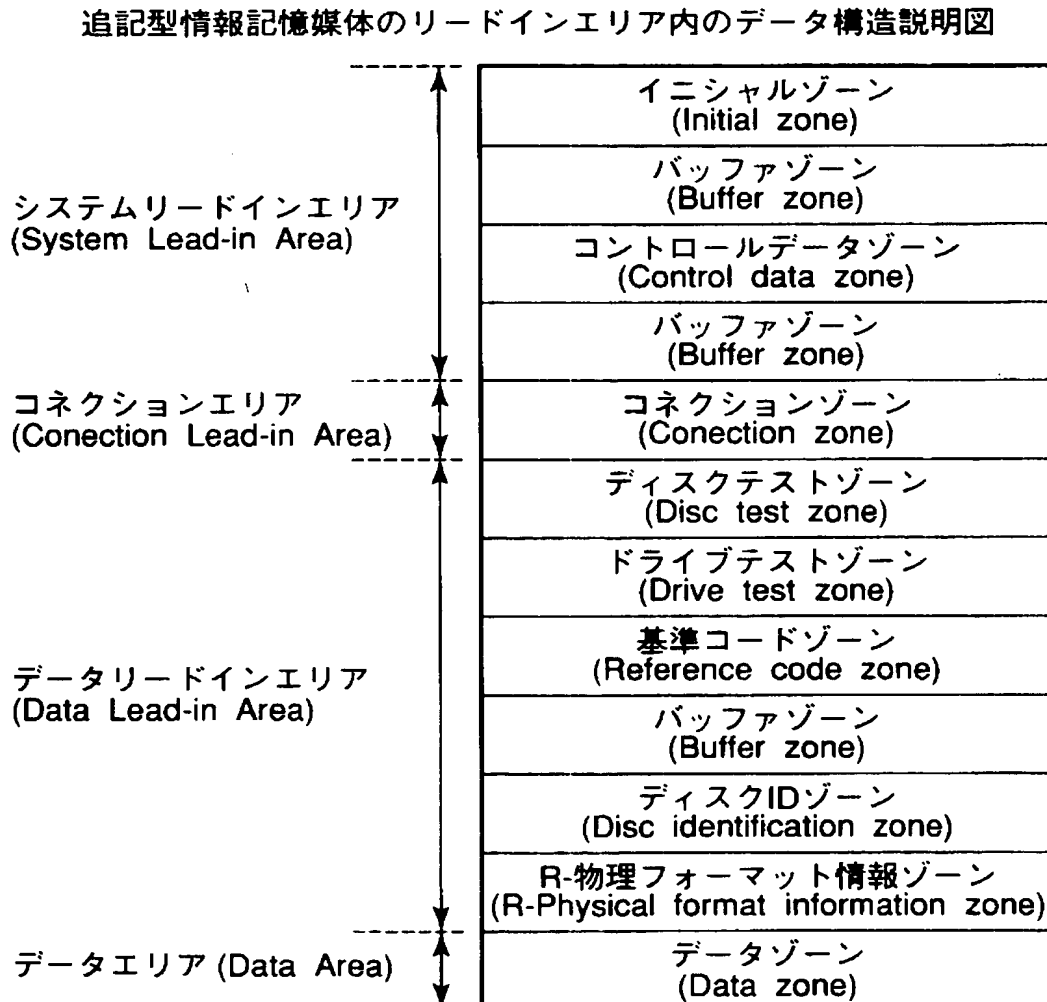 追記型情報記憶媒体のリードインエリア内のデータ構造説明図
イニシャルゾーン
(Initial zone)
バッファゾーン
(Buffer zone)
システムリードインエリア
(System Lead-in Area)
コントロールデータゾーン
(Control data zone)
バッファゾーン
(Buffer zone)
コネクションエリア
(Conection Lead-in Area)
コネクションゾーン
(Conection zone)
ディスクテストゾーン
(Disc test zone)
ドライブテストゾーン
(Drive test zone)
基準コードゾーン
(Reference code zone)
データリードインエリア
(Data Lead-in Area)
バッファゾーン
(Buffer zone)
ディスクIDゾーン
(Disc identification zone)
R-物理フォーマット情報ゾーン
(R-Physical format information zone)
データエリア (Data Area)
データゾーン
(Data zone)